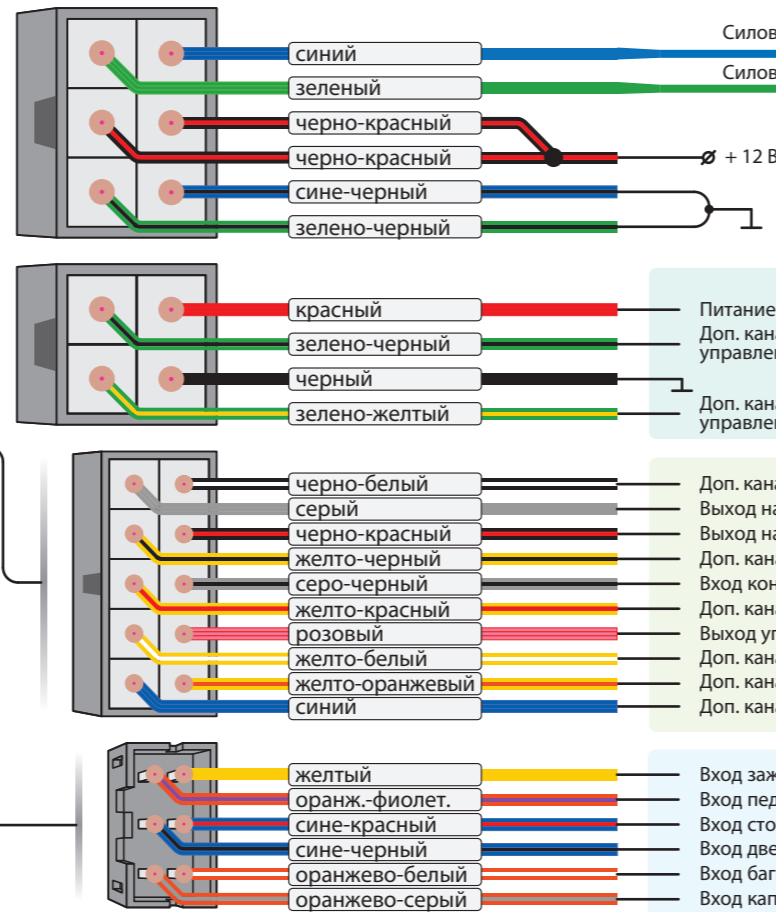 синий
Силов
зеленый
Силов
черно-красный
черно-красный
+ 12 В
сине-черный
зелено-черный
красный
Питание
зелено-черный
Доп. кана
управлен
черный
зелено-желтый
Доп. кана
управлен
черно-белый
Доп. кана
серый
Выход на
черно-красный
Выход на
желто-черный
Доп. кана
серо-черный
Вход кон
желто-красный
Доп. кана
розовый
Выход уп
желто-белый
Доп. кана
желто-оранжевый
Доп. кана
синий
Доп. кана
желтый
Вход заж
оранж.-фиолет.
Вход пед
сине-красный
Вход сто
сине-черный
Вход две
оранжево-белый
Вход баг
оранжево-серый
Вход кап